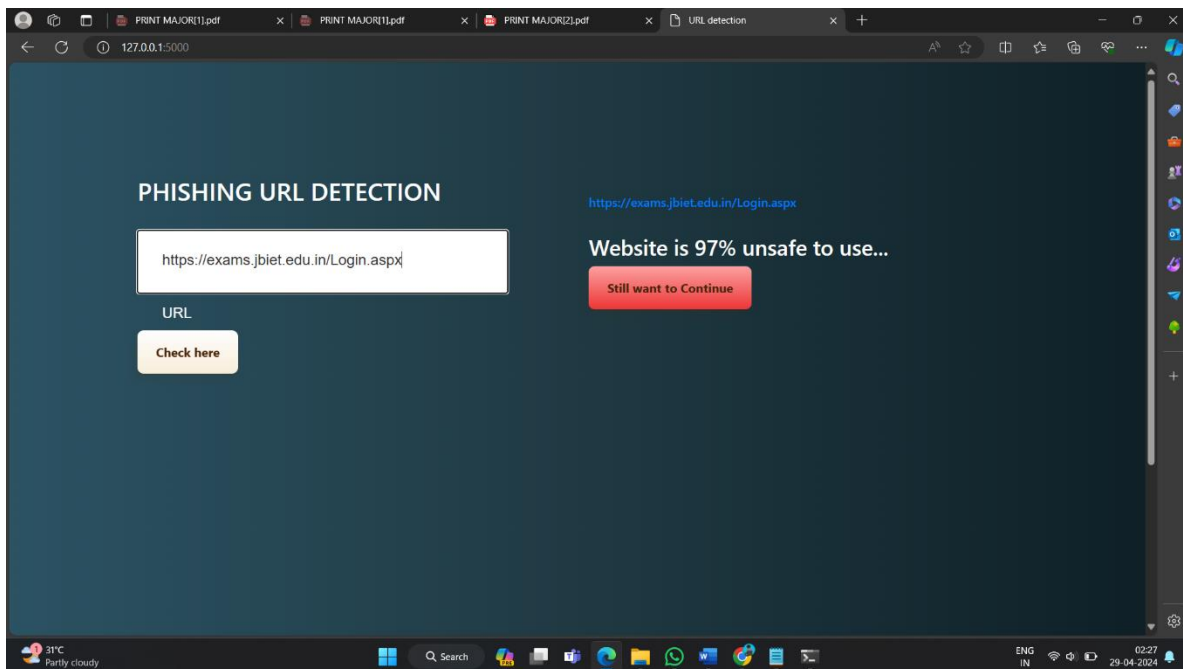 PRINT MAJOR[1].pdf
PRINT MAJOR[1].pdf
PRINT MAJOR[2].pdf
URL detection
127.0.0.1:5000
PHISHING URL DETECTION
https://exams.jbiet.edu.in/Login.aspx
URL
Check here
https://exams.jbiet.edu.in/Login.aspx
Website is 97% unsafe to use...
Still want to Continue
1
31°C
Partly cloudy
Search
ENG
IN
02:27
29-04-2024